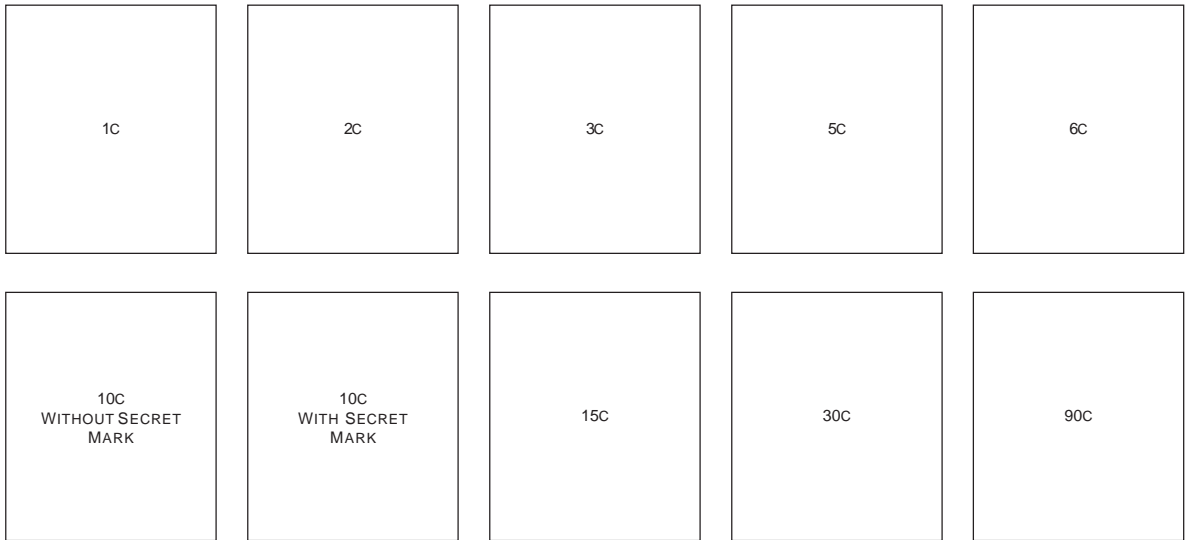 1C
2C
3C
5C
6C
10C
WITHOUT SECRET
MARK
10C
WITH SECRET
MARK
15C
30C
90C